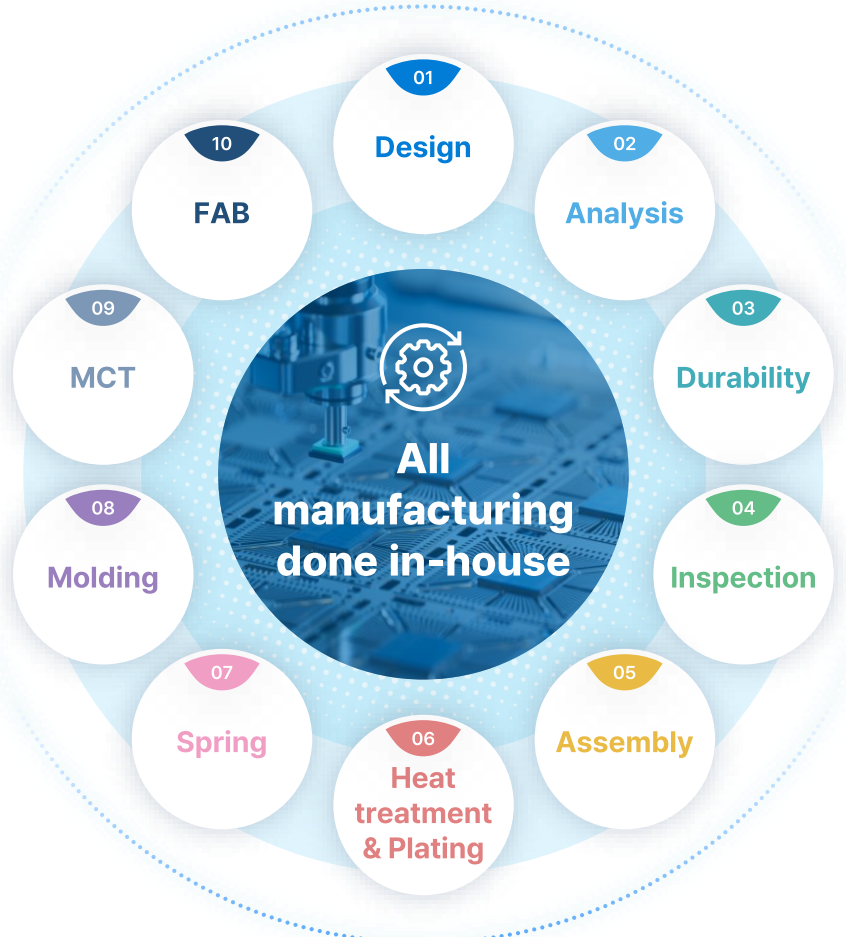 All
manufacturing
done in-house
01
Design
02
Analysis
03
Durability
04
Inspection
05
Assembly
06
Heat
treatment
& Plating
07
Spring
08
Molding
09
MCT
10
FAB